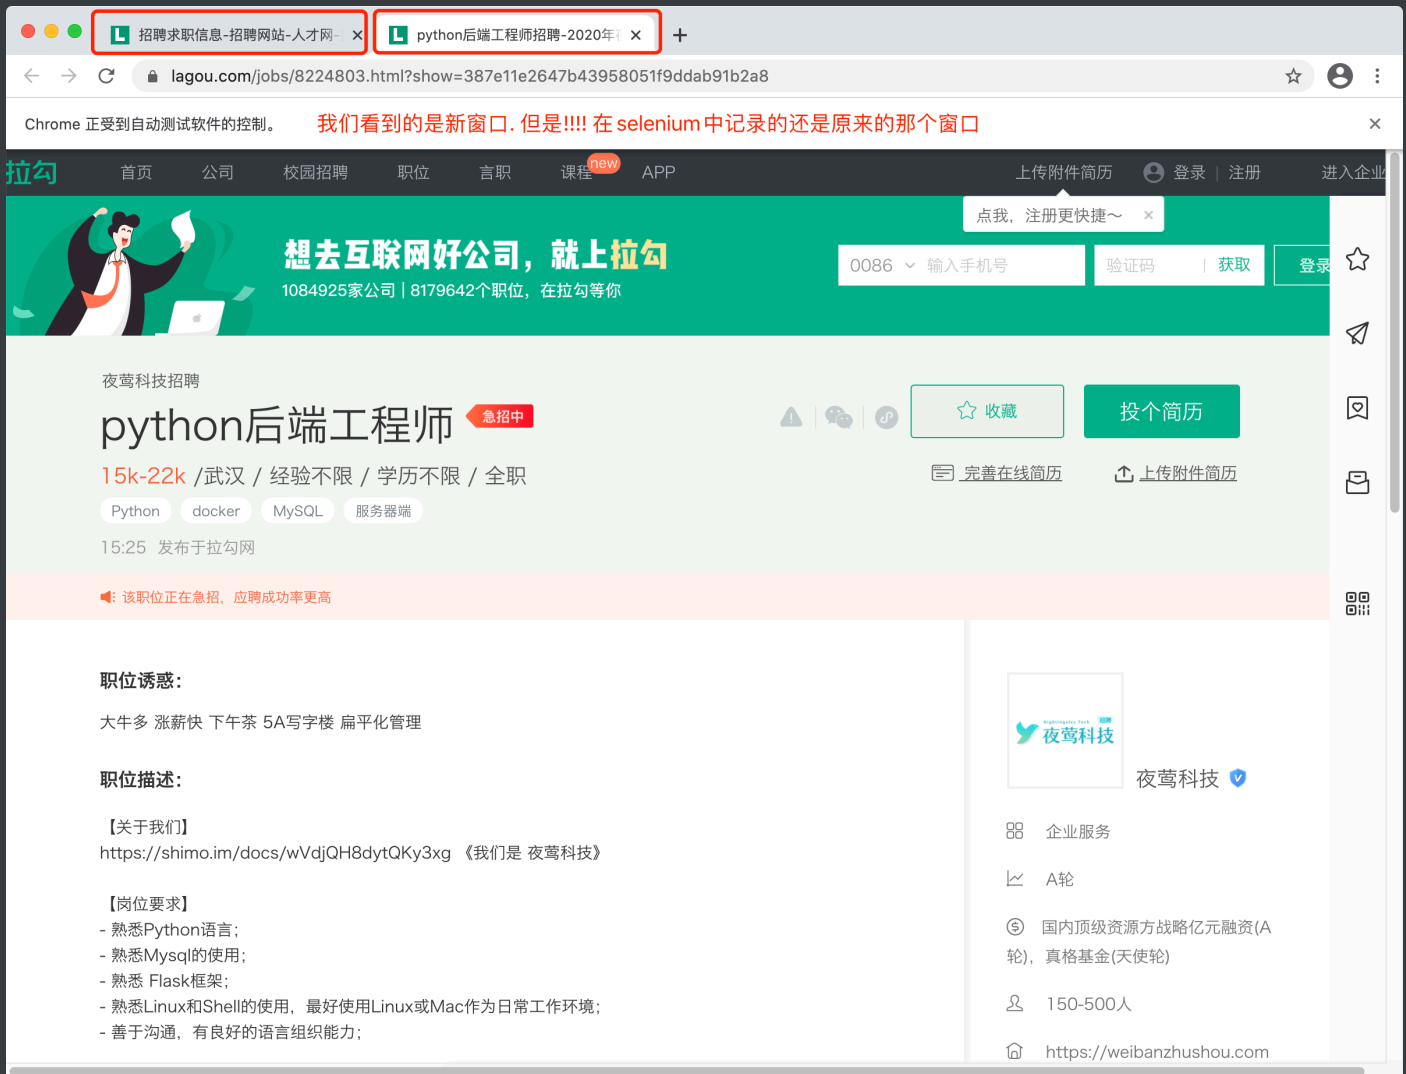 招聘求职信息-招聘网站-人才网-
python后端工程师招聘-2020年
lagou.com/jobs/8224803.html?show=387e11e2647b43958051f9ddab91b2a8
Chrome 正受到自动测试软件的控制。
我们看到的是新窗口. 但是!!!! 在selenium中记录的还是原来的那个窗口
拉勾 首页 公司 校园招聘 职位 言职 课程 new APP 上传附件简历 登录 | 注册 进入企业
点我，注册更快捷～
想去互联网好公司，就上拉勾
1084925家公司 | 8179642个职位，在拉勾等你
0086 输入手机号 验证码 获取 登录
夜莺科技招聘
python后端工程师 急招中
收藏 投个简历
15k-22k /武汉 / 经验不限 / 学历不限 / 全职
完善在线简历 上传附件简历
Python docker MySQL 服务器端
15:25 发布于拉勾网
该职位正在急招，应聘成功率更高
职位诱惑：
大牛多 涨薪快 下午茶 5A写字楼 扁平化管理
职位描述：
【关于我们】
https://shimo.im/docs/wVdjQH8dytQKy3xg 《我们是 夜莺科技》
【岗位要求】
- 熟悉Python语言；
- 熟悉Mysql的使用；
- 熟悉 Flask框架；
- 熟悉Linux和Shell的使用，最好使用Linux或Mac作为日常工作环境；
- 善于沟通，有良好的语言组织能力；
Nightingales Tech 招聘
夜莺科技
夜莺科技
企业服务
A轮
国内顶级资源方战略亿元融资(A
轮)，真格基金(天使轮)
150-500人
https://weibanzhushou.com